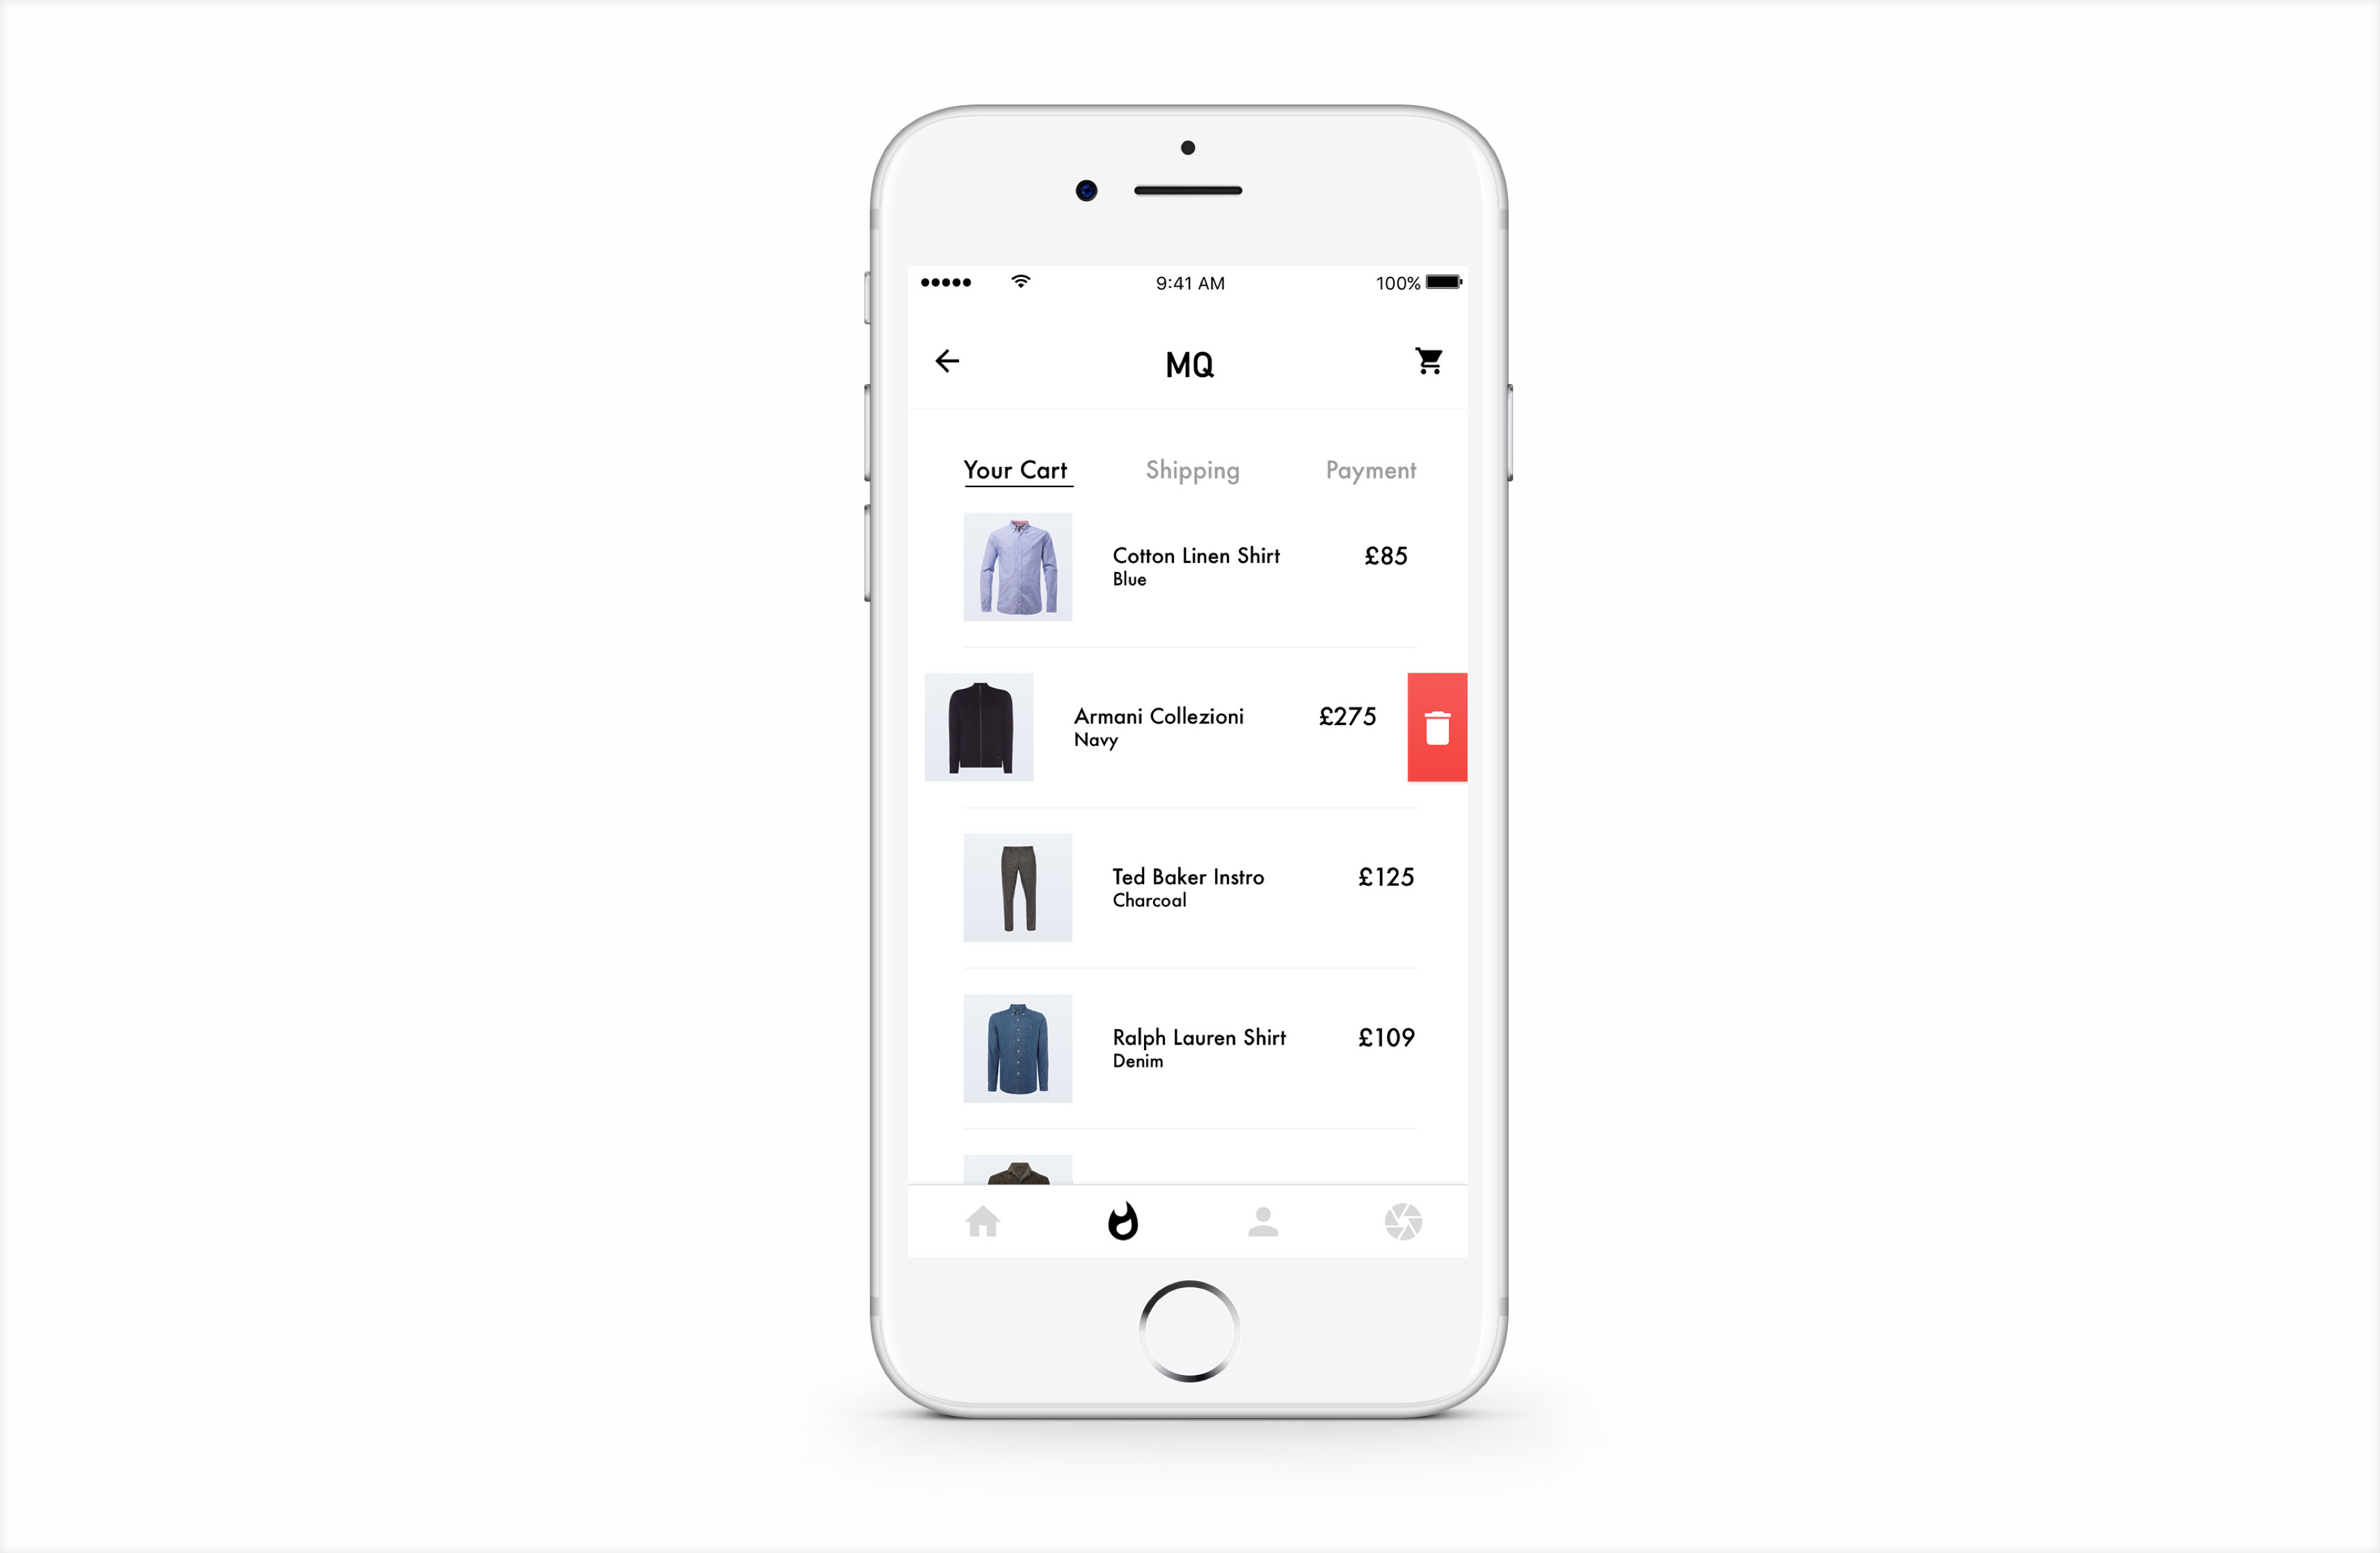 9:41 AM 100%
MQ
Your Cart Shipping Payment
Cotton Linen Shirt £85
Blue
Armani Collezioni £275
Navy
Ted Baker Instro £125
Charcoal
Ralph Lauren Shirt £109
Denim